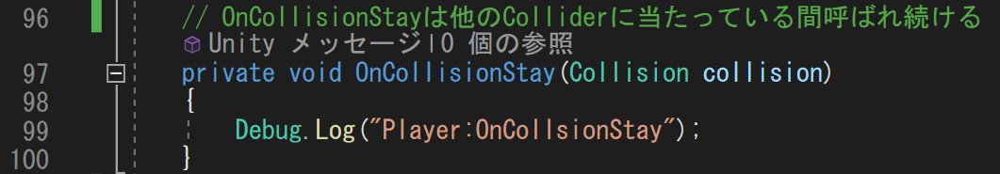 96 // OnCollisionStayは他のColliderに当たっている間呼ばれ続ける
Unity メッセージ|0 個の参照
97 private void OnCollisionStay(Collision collision)
98 {
99 Debug.Log("Player:OnCollsionStay");
100 }